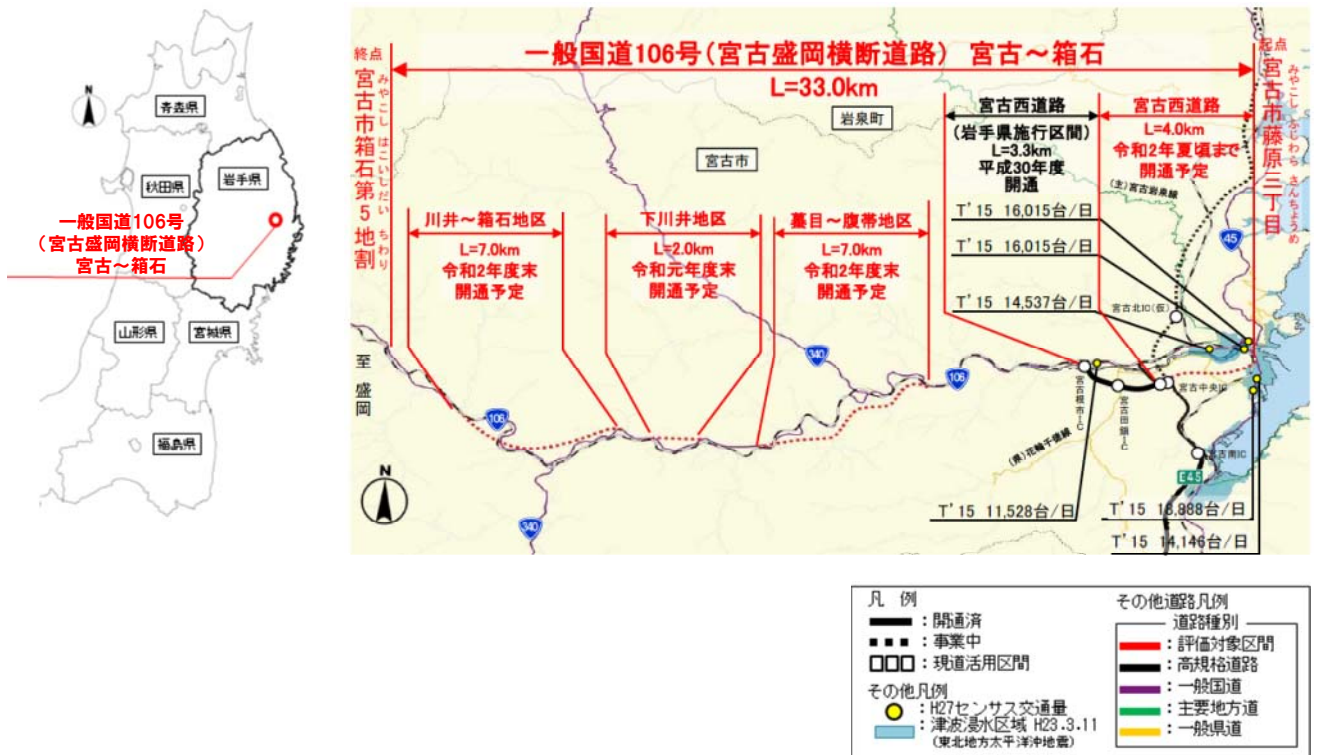 N
青森県
秋田県
岩手県
一般国道106号
(宮古盛岡横断道路)
宮古～箱石
山形県
宮城県
福島県
一般国道106号(宮古盛岡横断道路) 宮古～箱石
L=33.0km
終点
宮古市箱石第5地割
みやこし はこいしだい ちわり
起点
宮古市藤原三丁目
みやこし ふじわら さんちょうめ
岩泉町
宮古市
宮古西道路
(岩手県施行区間)
L=3.3km
平成30年度
開通
宮古西道路
L=4.0km
令和2年夏頃まで
開通予定
(主)宮古岩泉線
川井～箱石地区
L=7.0km
令和2年度末
開通予定
下川井地区
L=2.0km
令和元年度末
開通予定
蟇目～腹帯地区
L=7.0km
令和2年度末
開通予定
T'15 16,015台/日
T'15 16,015台/日
T'15 14,537台/日
45
宮古北IC(仮)
至 盛岡
340
106
106
宮古根市IC
宮古田鎖IC
宮古中央IC
(県)花輪千徳線
宮古南IC
E45
N
340
T'15 11,528台/日
T'15 13,888台/日
T'15 14,146台/日
凡 例
：開通済
：事業中
：現道活用区間
その他凡例
：H27センサス交通量
：津波浸水区域 H23.3.11
(東北地方太平洋沖地震)
その他道路凡例
道路種別
：評価対象区間
：高規格道路
：一般国道
：主要地方道
：一般県道